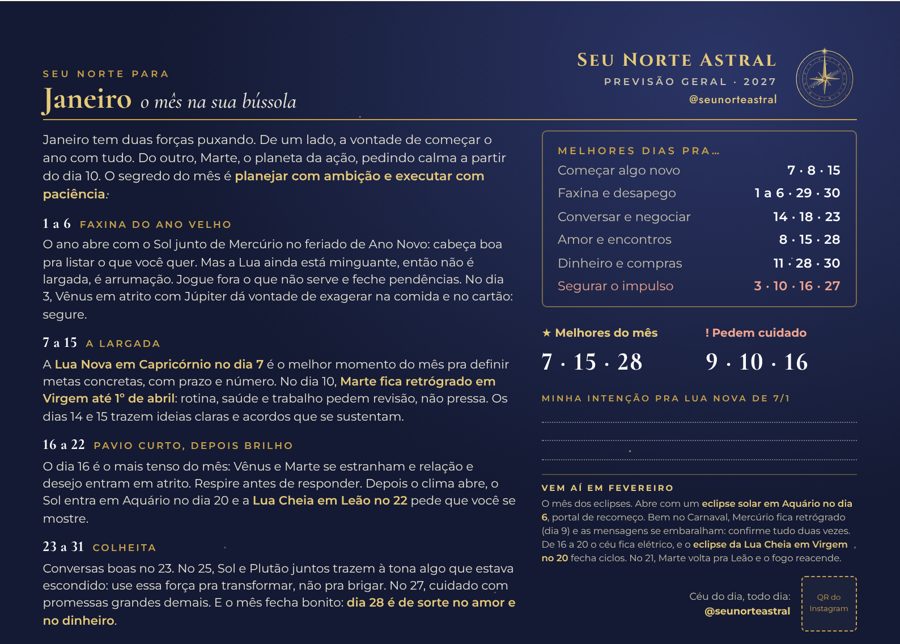 SEU NORTE PARA
Janeiro o mês na sua bússola
SEU NORTE ASTRAL
PREVISÃO GERAL · 2027
@seunorteastral
Janeiro tem duas forças puxando. De um lado, a vontade de começar o
ano com tudo. Do outro, Marte, o planeta da ação, pedindo calma a partir
do dia 10. O segredo do mês é planejar com ambição e executar com
paciência.
1 a 6 FAXINA DO ANO VELHO
O ano abre com o Sol junto de Mercúrio no feriado de Ano Novo: cabeça boa
pra listar o que você quer. Mas a Lua ainda está minguante, então não é
largada, é arrumação. Jogue fora o que não serve e feche pendências. No dia
3, Vênus em atrito com Júpiter dá vontade de exagerar na comida e no cartão:
segure.
7 a 15 A LARGADA
A Lua Nova em Capricórnio no dia 7 é o melhor momento do mês pra definir
metas concretas, com prazo e número. No dia 10, Marte fica retrógrado em
Virgem até 1º de abril: rotina, saúde e trabalho pedem revisão, não pressa. Os
dias 14 e 15 trazem ideias claras e acordos que se sustentam.
16 a 22 PAVIO CURTO, DEPOIS BRILHO
O dia 16 é o mais tenso do mês: Vênus e Marte se estranham e relação e
desejo entram em atrito. Respire antes de responder. Depois o clima abre, o
Sol entra em Aquário no dia 20 e a Lua Cheia em Leão no 22 pede que você se
mostre.
23 a 31 COLHEITA
Conversas boas no 23. No 25, Sol e Plutão juntos trazem à tona algo que estava
escondido: use essa força pra transformar, não pra brigar. No 27, cuidado com
promessas grandes demais. E o mês fecha bonito: dia 28 é de sorte no amor e
no dinheiro.
MELHORES DIAS PRA...
Começar algo novo 7 · 8 · 15
Faxina e desapego 1 a 6 · 29 · 30
Conversar e negociar 14 · 18 · 23
Amor e encontros 8 · 15 · 28
Dinheiro e compras 11 · 28 · 30
Segurar o impulso 3 · 10 · 16 · 27
★ Melhores do mês
7 · 15 · 28
! Pedem cuidado
9 · 10 · 16
MINHA INTENÇÃO PRA LUA NOVA DE 7/1
VEM AÍ EM FEVEREIRO
O mês dos eclipses. Abre com um eclipse solar em Aquário no dia
6, portal de recomeço. Bem no Carnaval, Mercúrio fica retrógrado
(dia 9) e as mensagens se embaralham: confirme tudo duas vezes.
De 16 a 20 o céu fica elétrico, e o eclipse da Lua Cheia em Virgem
no 20 fecha ciclos. No 21, Marte volta pra Leão e o fogo reacende.
Céu do dia, todo dia:
@seunorteastral
QR do
Instagram